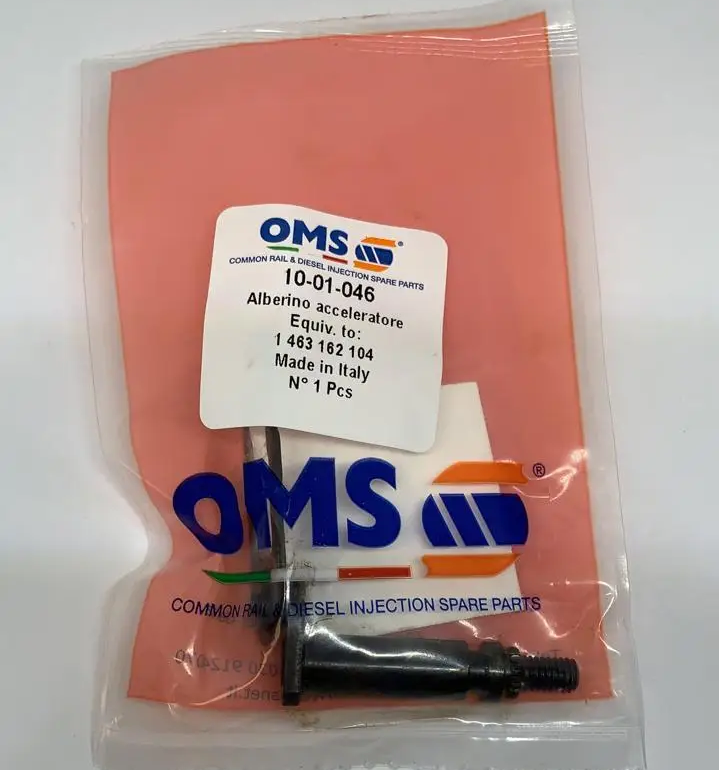 OMS®
COMMON RAIL & DIESEL INJECTION SPARE PARTS
10-01-046
Alberino acceleratore
Equiv. to:
1 463 162 104
Made in Italy
N° 1 Pcs
OMS®
COMMON RAIL & DIESEL INJECTION SPARE PARTS